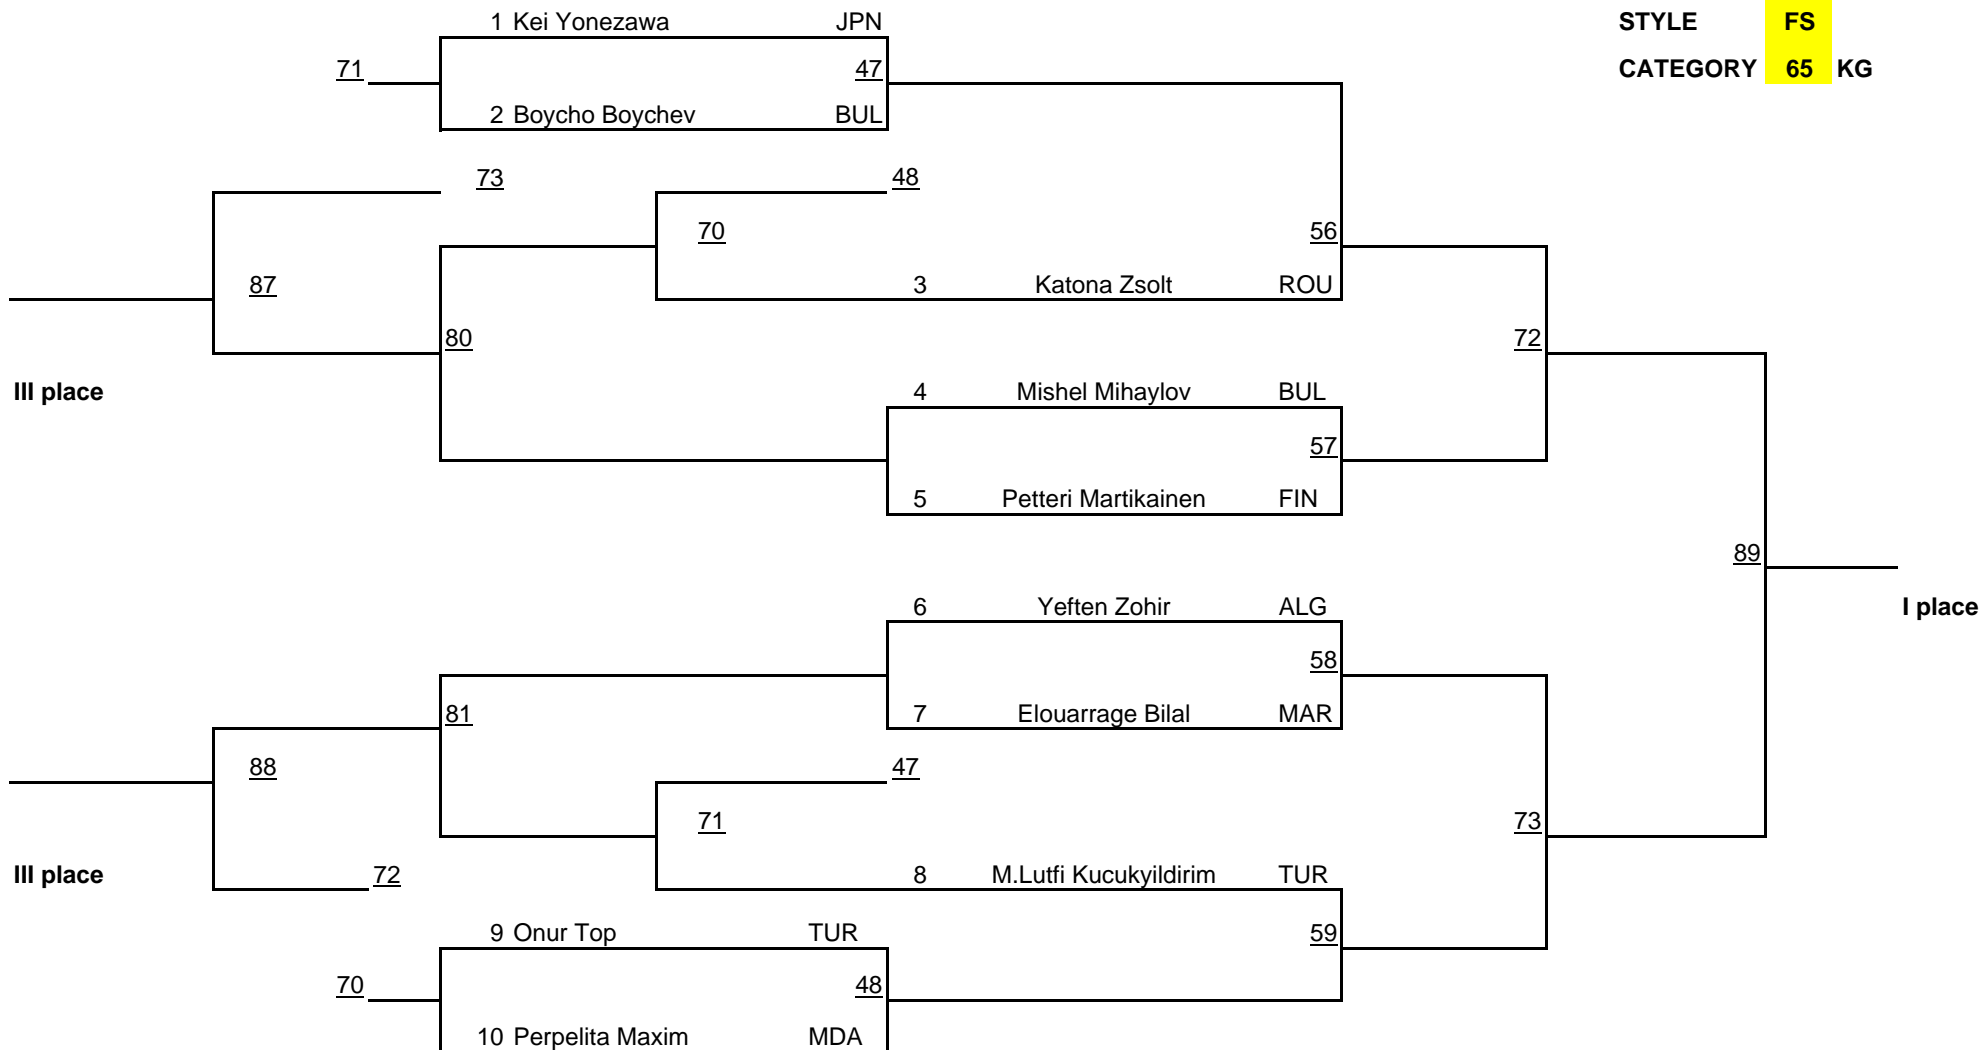 1 Kei Yonezawa JPN STYLE FS
71 47 CATEGORY 65 KG
2 Boycho Boychev BUL
73 48
70 56
87 3 Katona Zsolt ROU
80 72
III place 4 Mishel Mihaylov BUL
57
5 Petteri Martikainen FIN
89
6 Yeften Zohir ALG I place
58
81 7 Elouarrage Bilal MAR
88 47
71 73
III place 72 8 M.Lutfi Kucukyildirim TUR
9 Onur Top TUR 59
70 48
10 Perpelita Maxim MDA